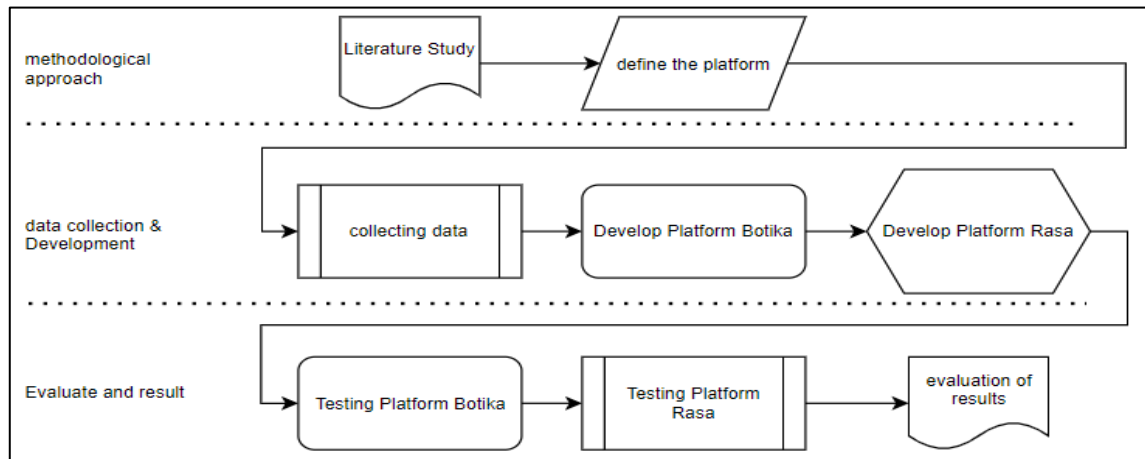 methodological
approach
Literature Study
define the platform
data collection &
Development
collecting data
Develop Platform Botika
Develop Platform Rasa
Evaluate and result
Testing Platform Botika
Testing Platform
Rasa
evaluation of
results